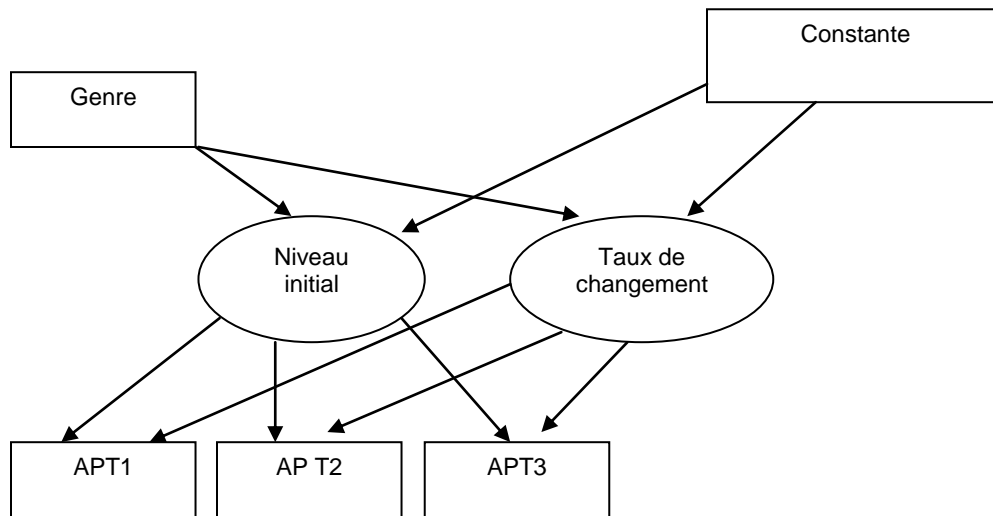 Constante
Genre
Niveau
initial
Taux de
changement
APT1
AP T2
APT3